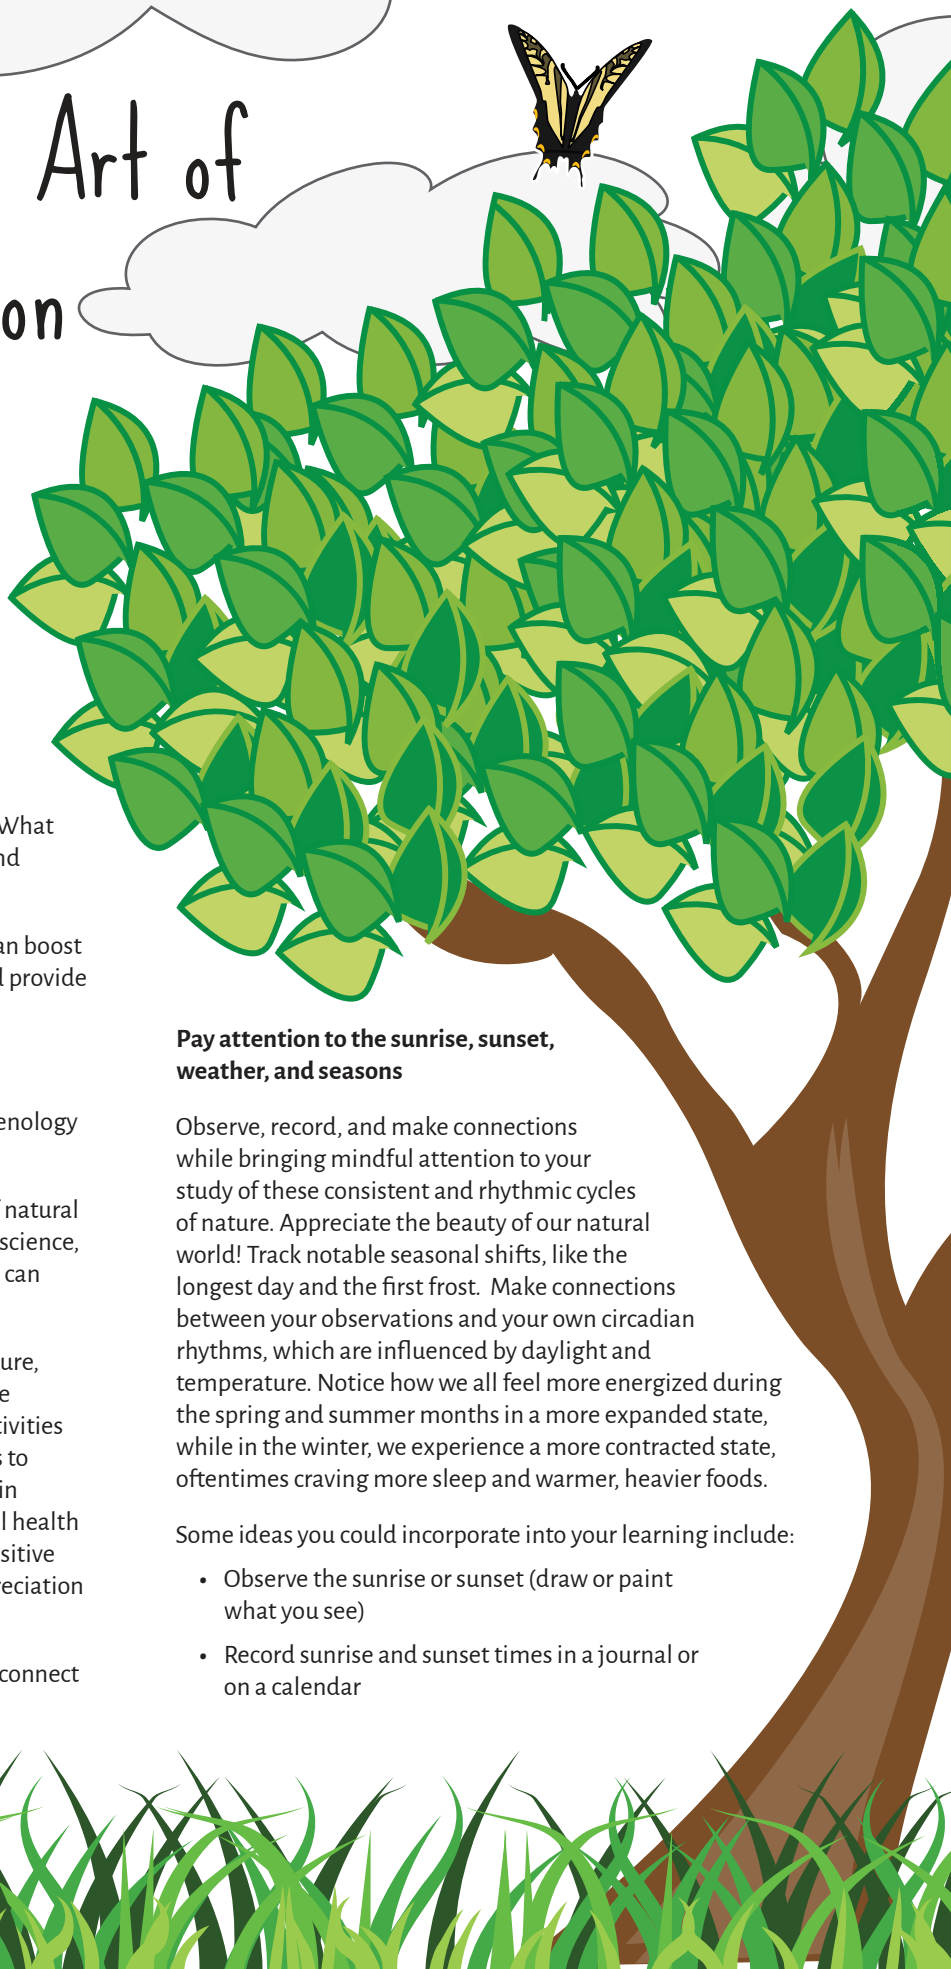 Art of
on
What
nd
an boost
d provide
enology
f natural
science,
can
ure,
e
tivities
s to
in
l health
sitive
reciation
connect
Pay attention to the sunrise, sunset,
weather, and seasons
Observe, record, and make connections
while bringing mindful attention to your
study of these consistent and rhythmic cycles
of nature. Appreciate the beauty of our natural
world! Track notable seasonal shifts, like the
longest day and the first frost.  Make connections
between your observations and your own circadian
rhythms, which are influenced by daylight and
temperature. Notice how we all feel more energized during
the spring and summer months in a more expanded state,
while in the winter, we experience a more contracted state,
oftentimes craving more sleep and warmer, heavier foods.
Some ideas you could incorporate into your learning include:
• Observe the sunrise or sunset (draw or paint
what you see)
• Record sunrise and sunset times in a journal or
on a calendar